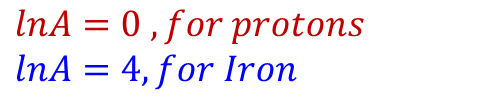 lnA = 0 , for protons
lnA = 4, for Iron